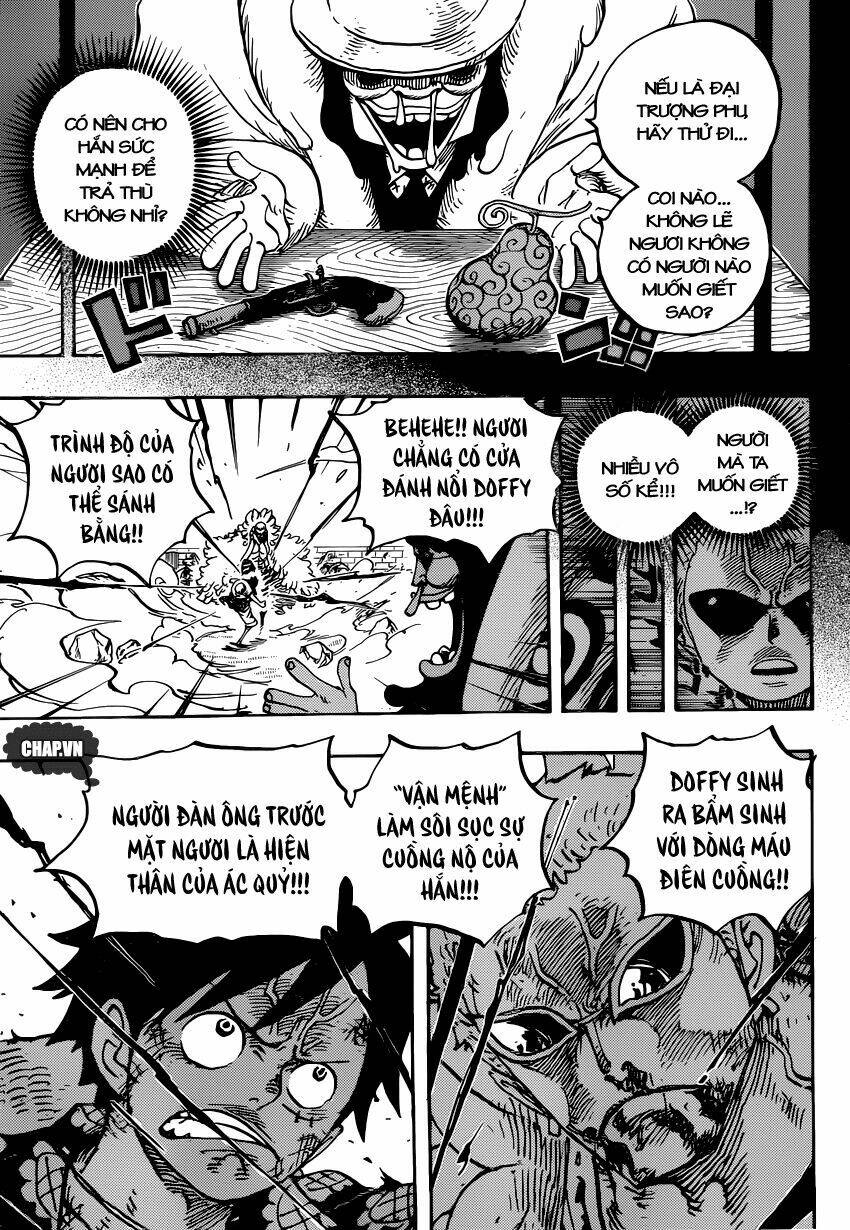 NẾU LÀ ĐẠI
TRƯỢNG PHU,
HÃY THỬ ĐI...
COI NÀO...
KHÔNG LẼ
NGƯƠI KHÔNG
CÓ NGƯỜI NÀO
MUỐN GIẾT
SAO?
CÓ NÊN CHO
HẮN SỨC
MẠNH ĐỂ
TRẢ THÙ
KHÔNG NHỈ?
ド
ン
NGƯỜI
MÀ TA
MUỐN GIẾT
...!?
NHIỀU VÔ
SỐ KỂ!!!
BEHEHE!! NGƯƠI
CHẲNG CÓ CỬA
ĐÁNH NỔI DOFFY
ĐÂU!!!
TRÌNH ĐỘ CỦA
NGƯƠI SAO CÓ
THỂ SÁNH
BẰNG!!
CHAP.VN
DOFFY SINH
RA BẨM SINH
VỚI DÒNG MÁU
ĐIÊN CUỒNG!!
“VẬN MỆNH”
LÀM SÔI SỤC SỰ
CUỒNG NỘ CỦA
HẮN!!!
NGƯỜI ĐÀN ÔNG TRƯỚC
MẶT NGƯƠI LÀ HIỆN
THÂN CỦA ÁC QUỶ!!!